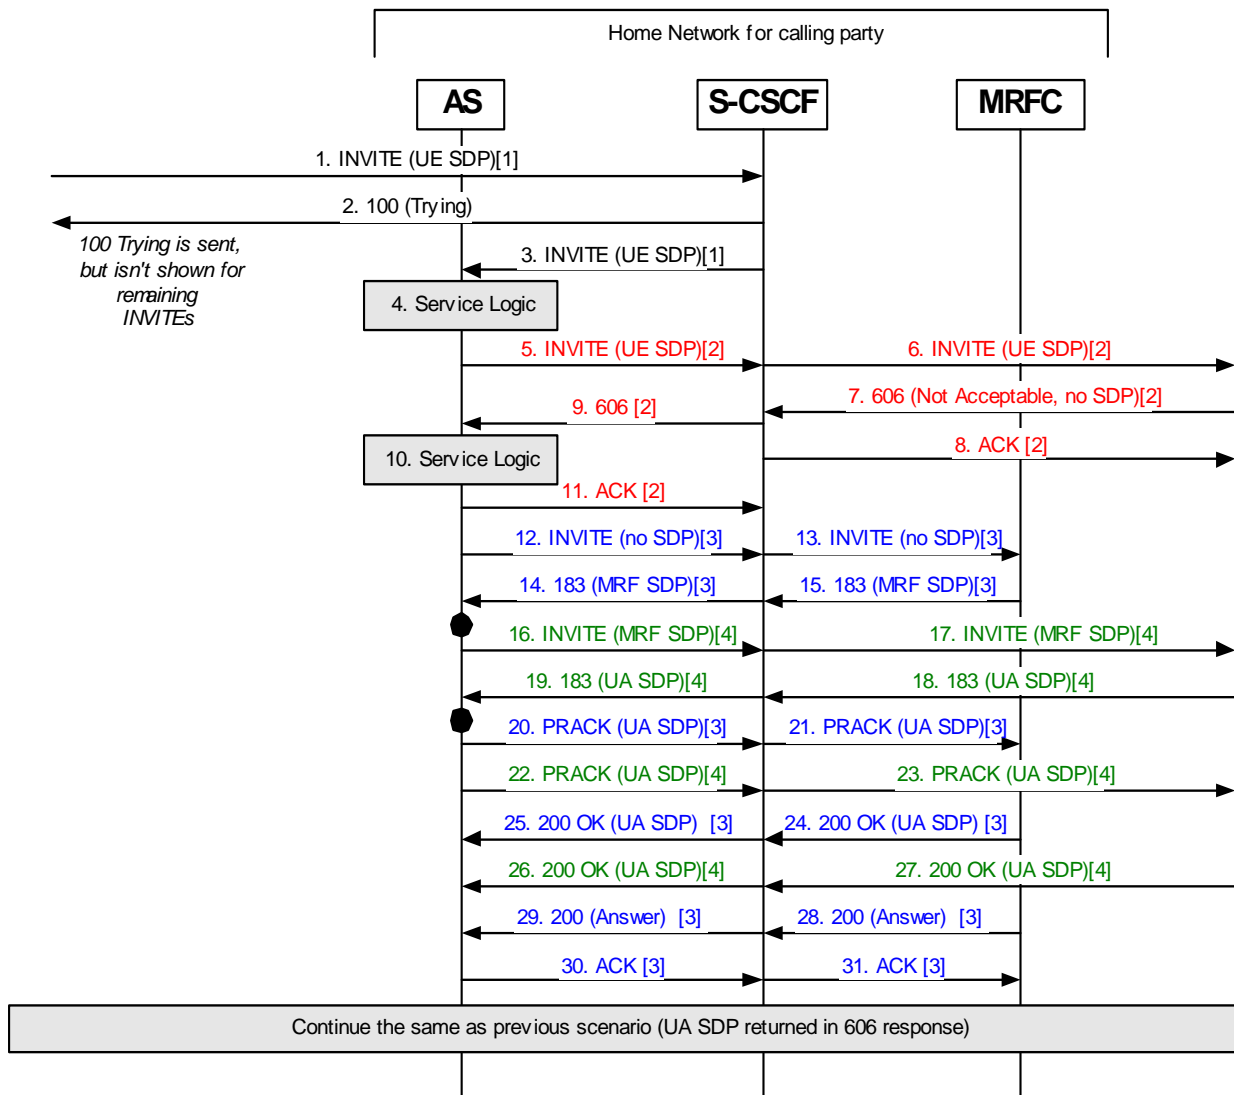 Home Network for calling party
AS
S-CSCF
MRFC
1. INVITE (UE SDP)[1]
2. 100 (Trying)
100 Trying is sent,
but isn't shown for
remaining
INVITEs
3. INVITE (UE SDP)[1]
4. Service Logic
5. INVITE (UE SDP)[2]
6. INVITE (UE SDP)[2]
7. 606 (Not Acceptable, no SDP)[2]
9. 606 [2]
8. ACK [2]
10. Service Logic
11. ACK [2]
12. INVITE (no SDP)[3]
13. INVITE (no SDP)[3]
14. 183 (MRF SDP)[3]
15. 183 (MRF SDP)[3]
16. INVITE (MRF SDP)[4]
17. INVITE (MRF SDP)[4]
19. 183 (UA SDP)[4]
18. 183 (UA SDP)[4]
20. PRACK (UA SDP)[3]
21. PRACK (UA SDP)[3]
22. PRACK (UA SDP)[4]
23. PRACK (UA SDP)[4]
25. 200 OK (UA SDP) [3]
24. 200 OK (UA SDP) [3]
26. 200 OK (UA SDP)[4]
27. 200 OK (UA SDP)[4]
29. 200 (Answer) [3]
28. 200 (Answer) [3]
30. ACK [3]
31. ACK [3]
Continue the same as previous scenario (UA SDP returned in 606 response)